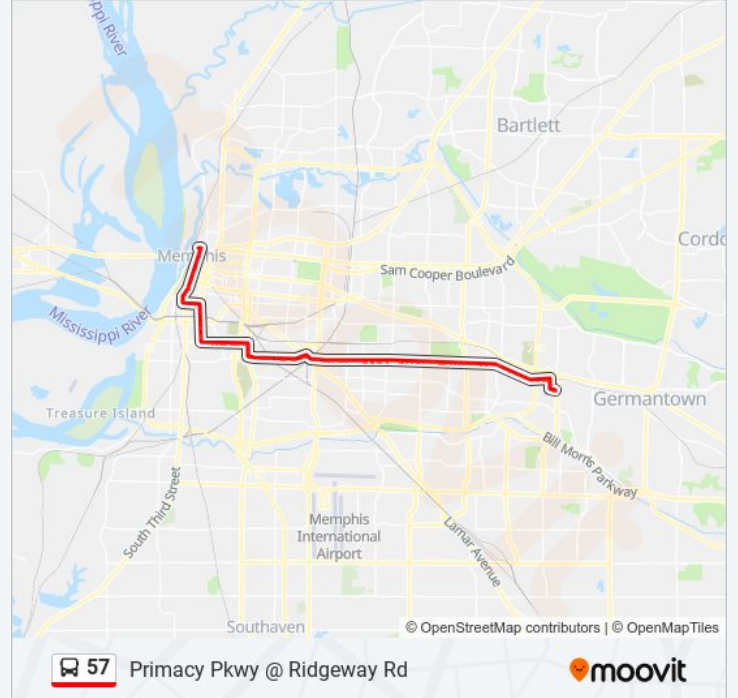 ppi River
Bartlett
Cordo
Memphis
Sam Cooper Boulevard
Mississippi River
Treasure Island
Germantown
Bill Morris Parkway
South Third Street
Memphis
International
Airport
Lamar Avenue
Southaven
© OpenStreetMap contributors | © OpenMapTiles
57 Primacy Pkwy @ Ridgeway Rd
moovit